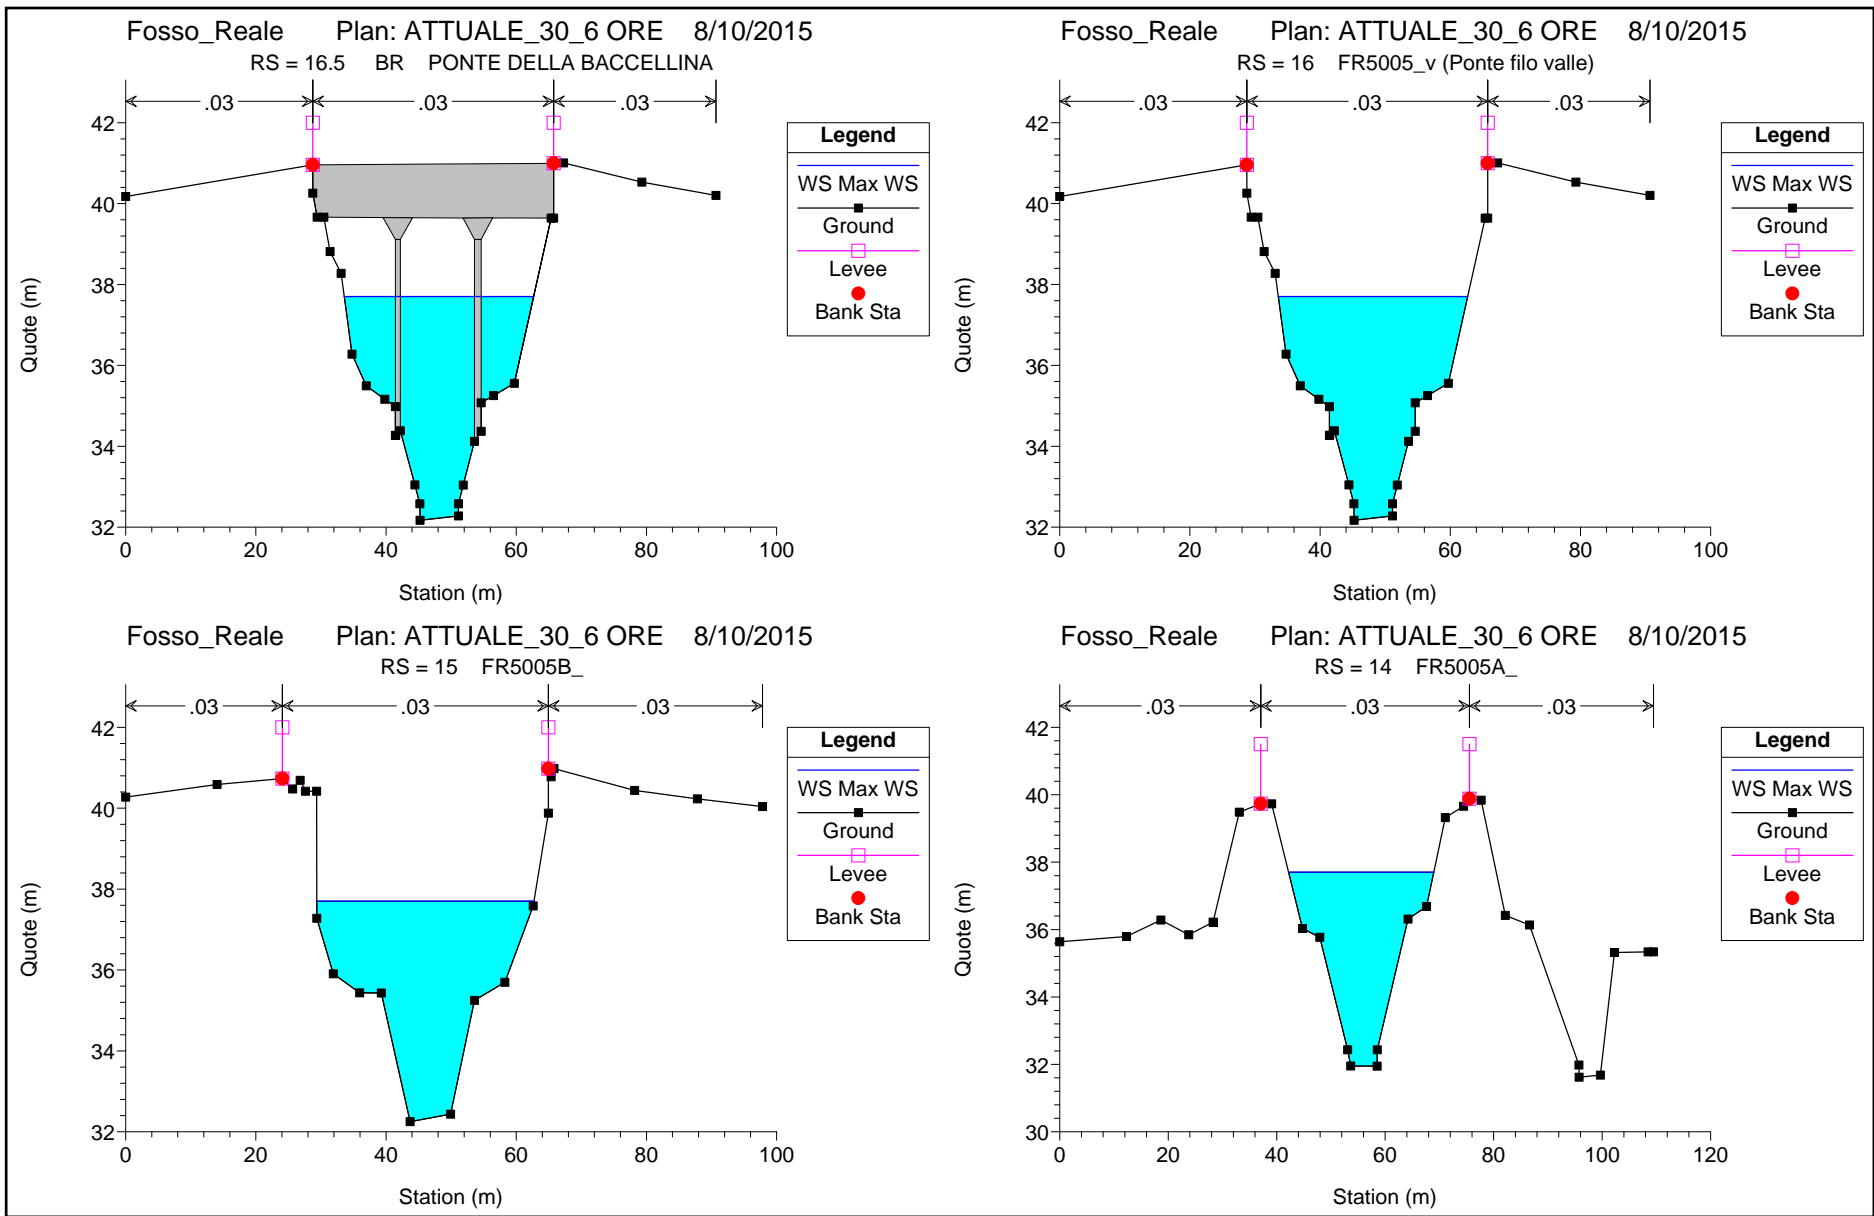 Fosso_Reale Plan: ATTUALE_30_6 ORE 8/10/2015
RS = 16.5 BR PONTE DELLA BACCELLINA
.03 .03 .03
42
40
38
36
34
32
0 20 40 60 80 100
Station (m)
Quote (m)
Legend
WS Max WS
Ground
Levee
Bank Sta
Fosso_Reale Plan: ATTUALE_30_6 ORE 8/10/2015
RS = 16 FR5005_v (Ponte filo valle)
.03 .03 .03
42
40
38
36
34
32
0 20 40 60 80 100
Station (m)
Quote (m)
Legend
WS Max WS
Ground
Levee
Bank Sta
Fosso_Reale Plan: ATTUALE_30_6 ORE 8/10/2015
RS = 15 FR5005B_
.03 .03 .03
42
40
38
36
34
32
0 20 40 60 80 100
Station (m)
Quote (m)
Legend
WS Max WS
Ground
Levee
Bank Sta
Fosso_Reale Plan: ATTUALE_30_6 ORE 8/10/2015
RS = 14 FR5005A_
.03 .03 .03
42
40
38
36
34
32
30
0 20 40 60 80 100 120
Station (m)
Quote (m)
Legend
WS Max WS
Ground
Levee
Bank Sta